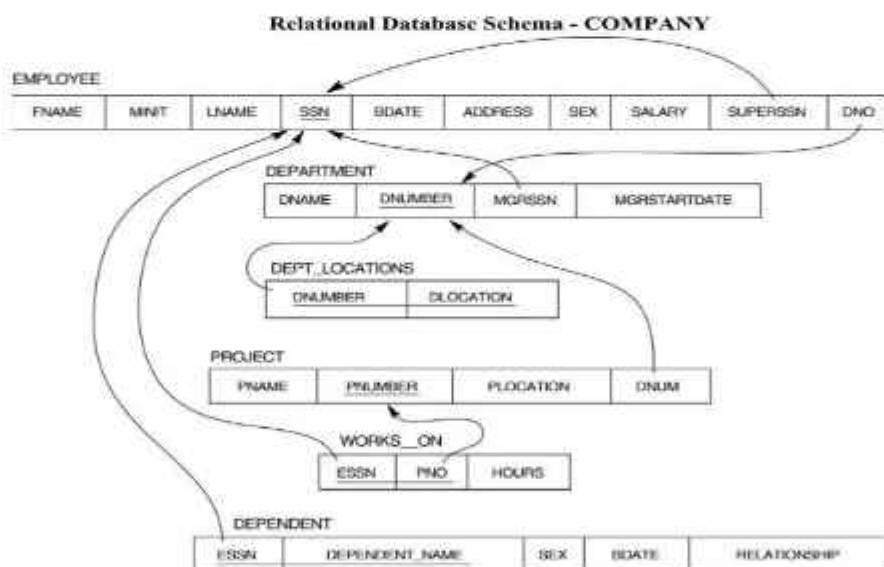 Relational Database Schema - COMPANY
EMPLOYEE
FNAME MINIT LNAME SSN BDATE ADDRESS SEX SALARY SUPERSSN DNO
DEPARTMENT
DNAME DNUMBER MGRSSN MGRSTARTDATE
DEPT_LOCATIONS
DNUMBER DLOCATION
PROJECT
PNAME PNUMBER PLOCATION DNUM
WORKS_ON
ESSN PNO HOURS
DEPENDENT
ESSN DEPENDENT_NAME SEX BDATE RELATIONSHIP